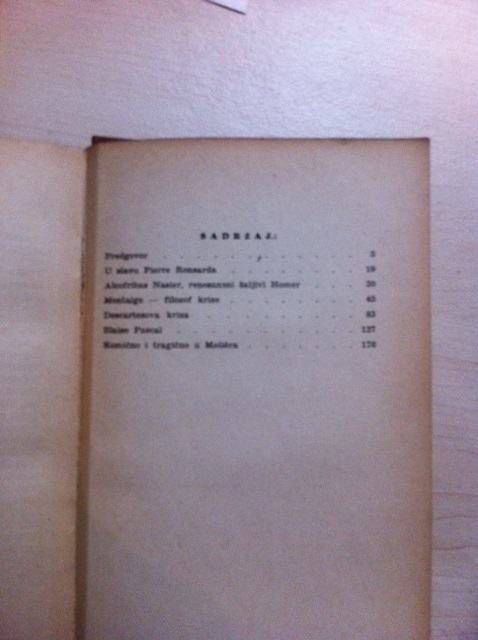 SADRŽAJ:
Predgovor . . . . . . . . . . . . 5
U slavu Pierre Ronsarda . . . . . . . . 19
Alcofribas Nasier, renesansni šaljivi Homer . . . 30
Montaigne — filozof krize . . . . . . . . 45
Descartesova kriza . . . . . . . . . 83
Blaise Pascal . . . . . . . . . . . 127
Komično i tragično u Molièra . . . . . . . 176